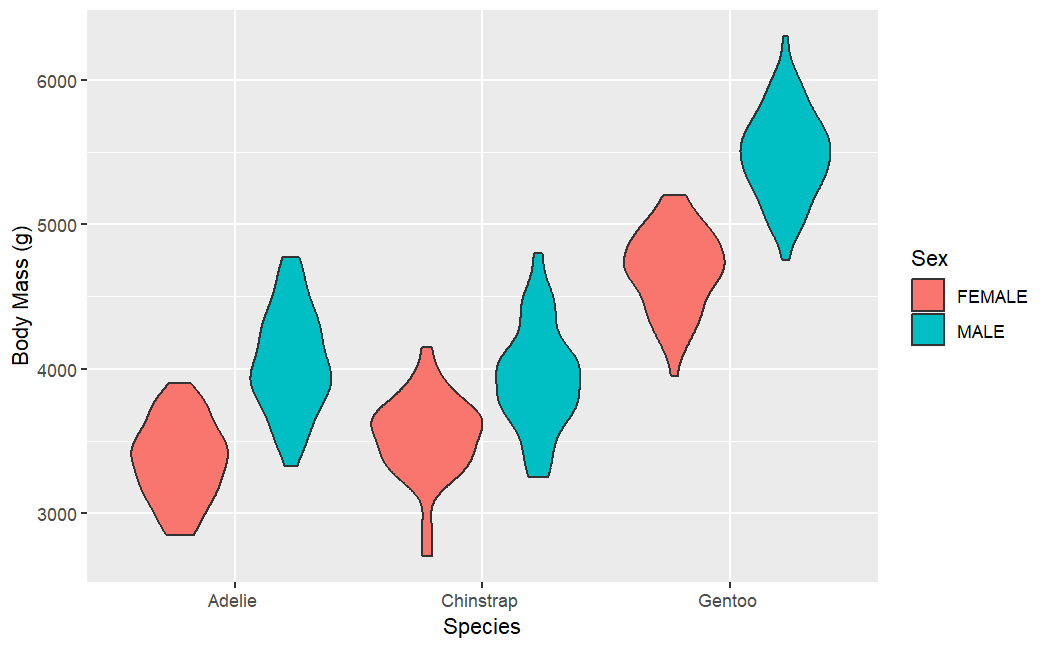 6000
5000
4000
3000
Body Mass (g)
Adelie
Chinstrap
Gentoo
Species
Sex
FEMALE
MALE